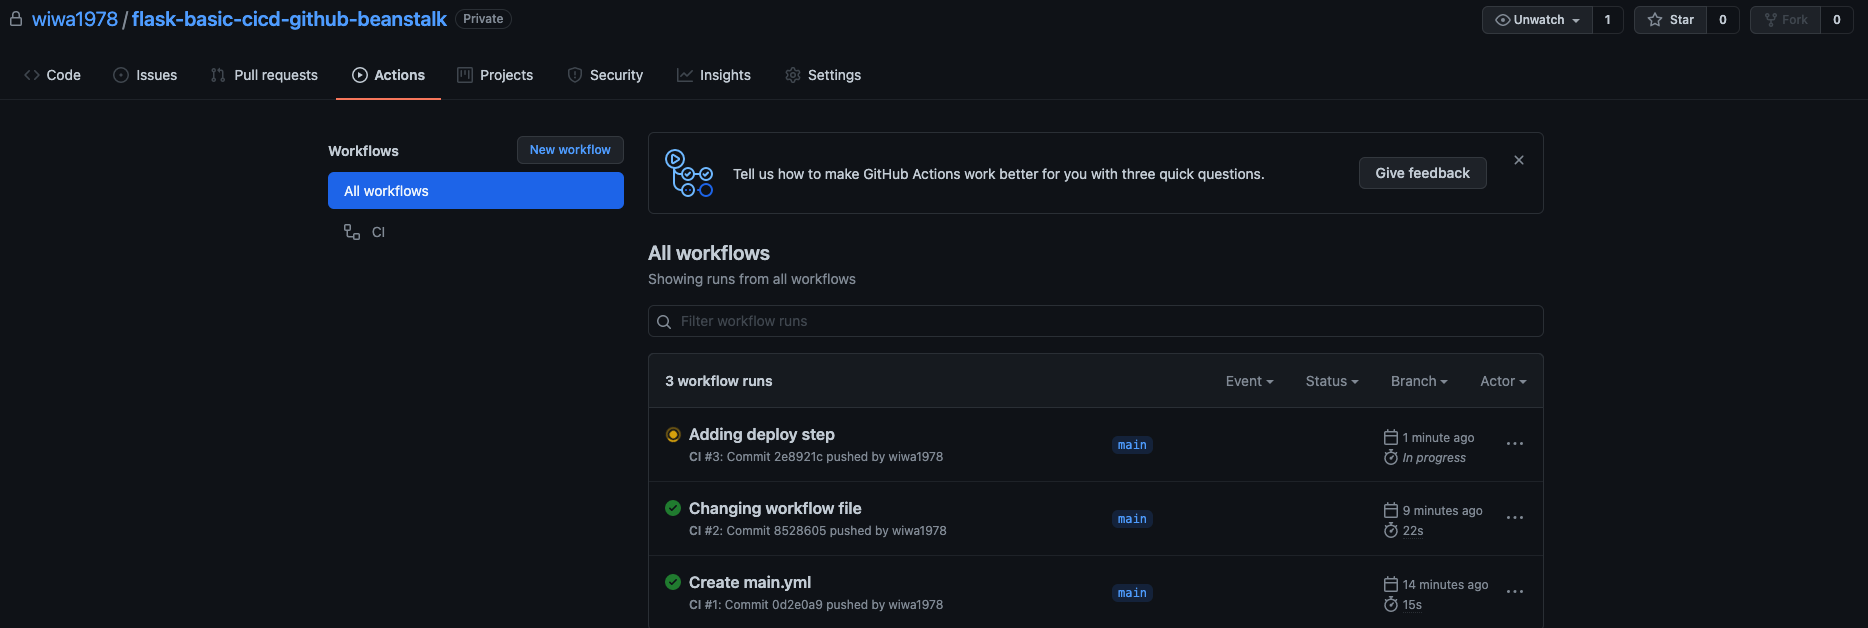 wiwa1978 / flask-basic-cicd-github-beanstalk Private
Unwatch 1 Star 0 Fork 0
Code Issues Pull requests Actions Projects Security Insights Settings
Workflows
New workflow
All workflows
CI
Tell us how to make GitHub Actions work better for you with three quick questions.
Give feedback
All workflows
Showing runs from all workflows
Filter workflow runs
3 workflow runs
Event Status Branch Actor
Adding deploy step
CI #3: Commit 2e8921c pushed by wiwa1978
main
1 minute ago
In progress
Changing workflow file
CI #2: Commit 8528605 pushed by wiwa1978
main
9 minutes ago
22s
Create main.yml
CI #1: Commit 0d2e0a9 pushed by wiwa1978
main
14 minutes ago
15s